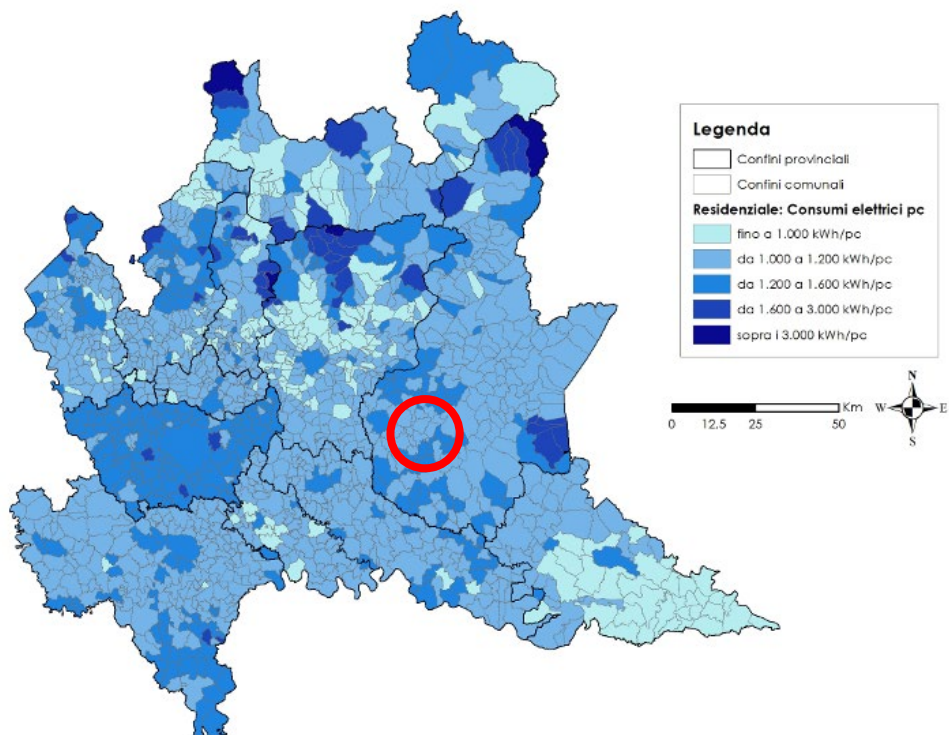 Legenda
Confini provinciali
Confini comunali
Residenziale: Consumi elettrici pc
fino a 1.000 kWh/pc
da 1.000 a 1.200 kWh/pc
da 1.200 a 1.600 kWh/pc
da 1.600 a 3.000 kWh/pc
sopra i 3.000 kWh/pc
N
W E
S
Km
0 12,5 25 50